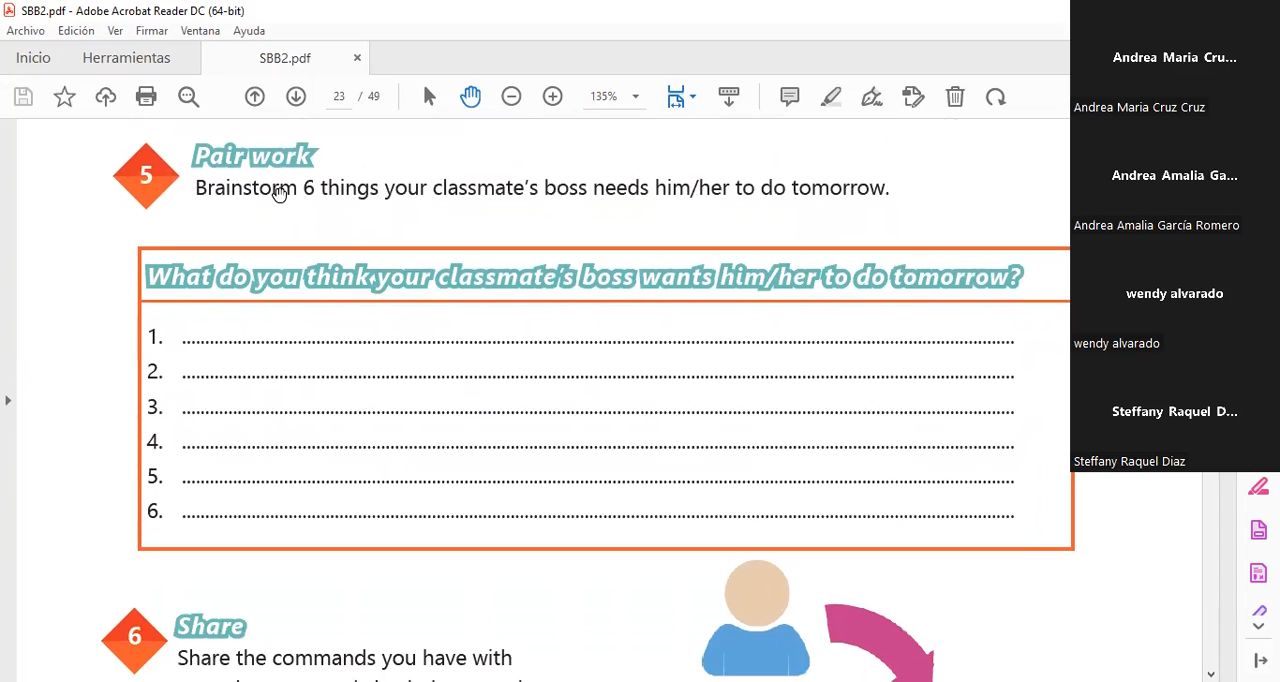 SBB2.pdf - Adobe Acrobat Reader DC (64-bit)
Archivo Edición Ver Firmar Ventana Ayuda
Inicio Herramientas SBB2.pdf ×
23 / 49 135%
5 Pair work
Brainstorm 6 things your classmate's boss needs him/her to do tomorrow.
What do you think your classmate's boss wants him/her to do tomorrow?
1. ....................................................................
2. ....................................................................
3. ....................................................................
4. ....................................................................
5. ....................................................................
6. ....................................................................
6 Share
Share the commands you have with
Andrea Maria Cru...
Andrea Maria Cruz Cruz
Andrea Amalia Ga...
Andrea Amalia García Romero
wendy alvarado
wendy alvarado
Steffany Raquel D...
Steffany Raquel Diaz